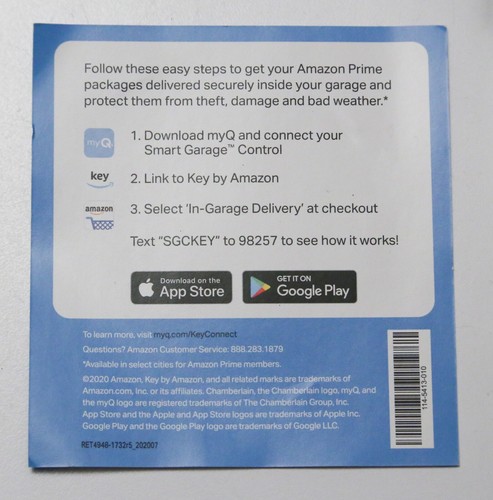 Follow these easy steps to get your Amazon Prime
packages delivered securely inside your garage and
protect them from theft, damage and bad weather.*
myQ
1. Download myQ and connect your
Smart Garage™ Control
key
2. Link to Key by Amazon
amazon
3. Select 'In-Garage Delivery' at checkout
Text "SGCKEY" to 98257 to see how it works!
Download on the
App Store
GET IT ON
Google Play
To learn more, visit myq.com/KeyConnect
Questions? Amazon Customer Service: 888.283.1879
*Available in select cities for Amazon Prime members.
©2020 Amazon, Key by Amazon, and all related marks are trademarks of
Amazon.com, Inc. or its affiliates. Chamberlain, the Chamberlain logo, myQ, and
the myQ logo are registered trademarks of The Chamberlain Group, Inc.
App Store and the Apple and App Store logos are trademarks of Apple Inc.
Google Play and the Google Play logo are trademarks of Google LLC.
RET4948-1732r5_202007
114-5413-010